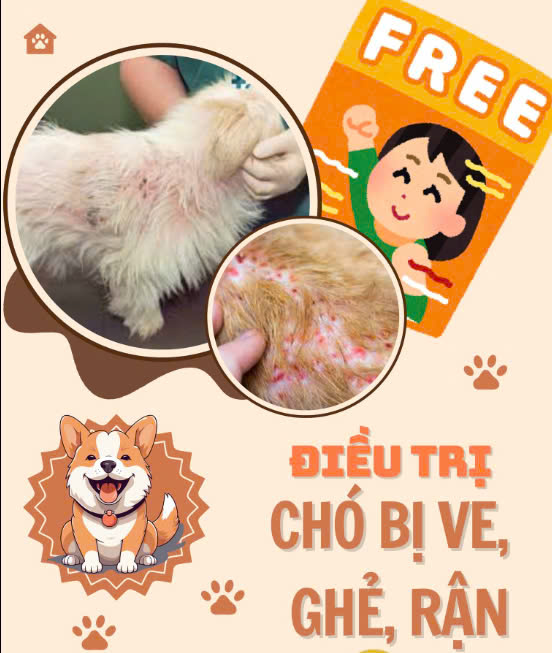 FREE
ĐIỀU TRỊ
CHÓ BỊ VE,
GHẺ, RẬN